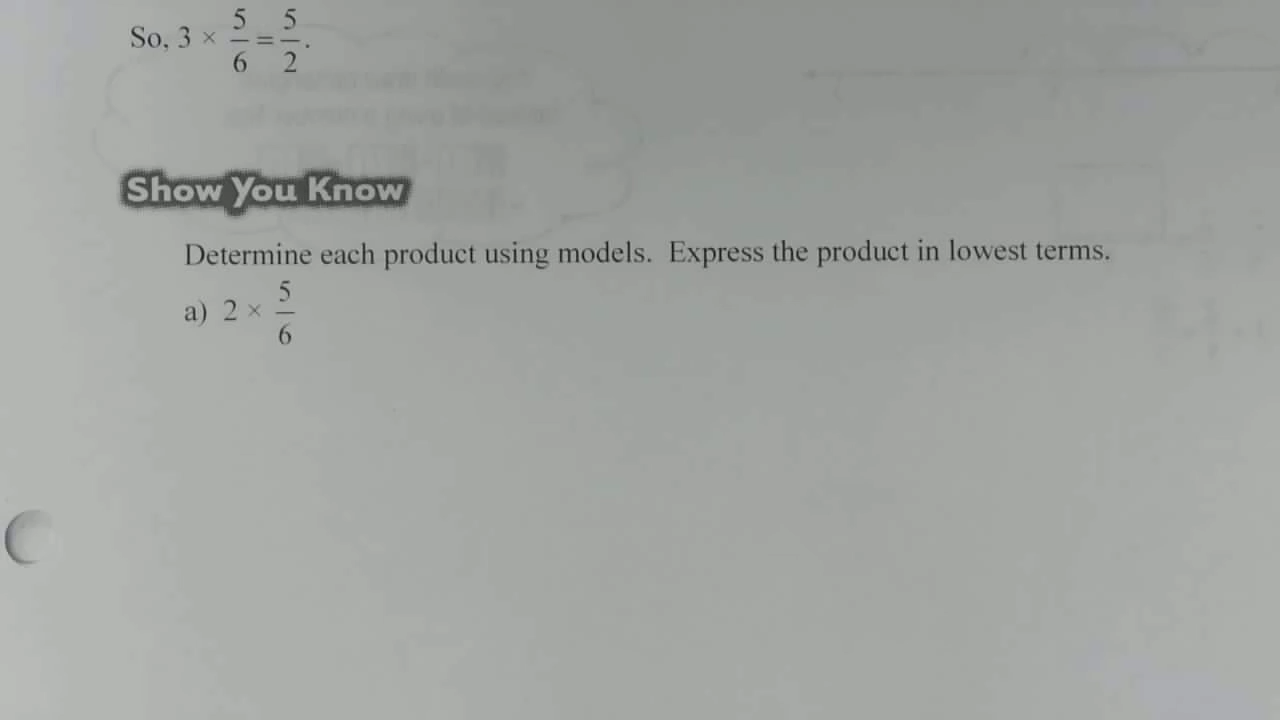 So, 3 × 5/6 = 5/2.
Show You Know
Determine each product using models. Express the product in lowest terms.
a) 2 × 5/6